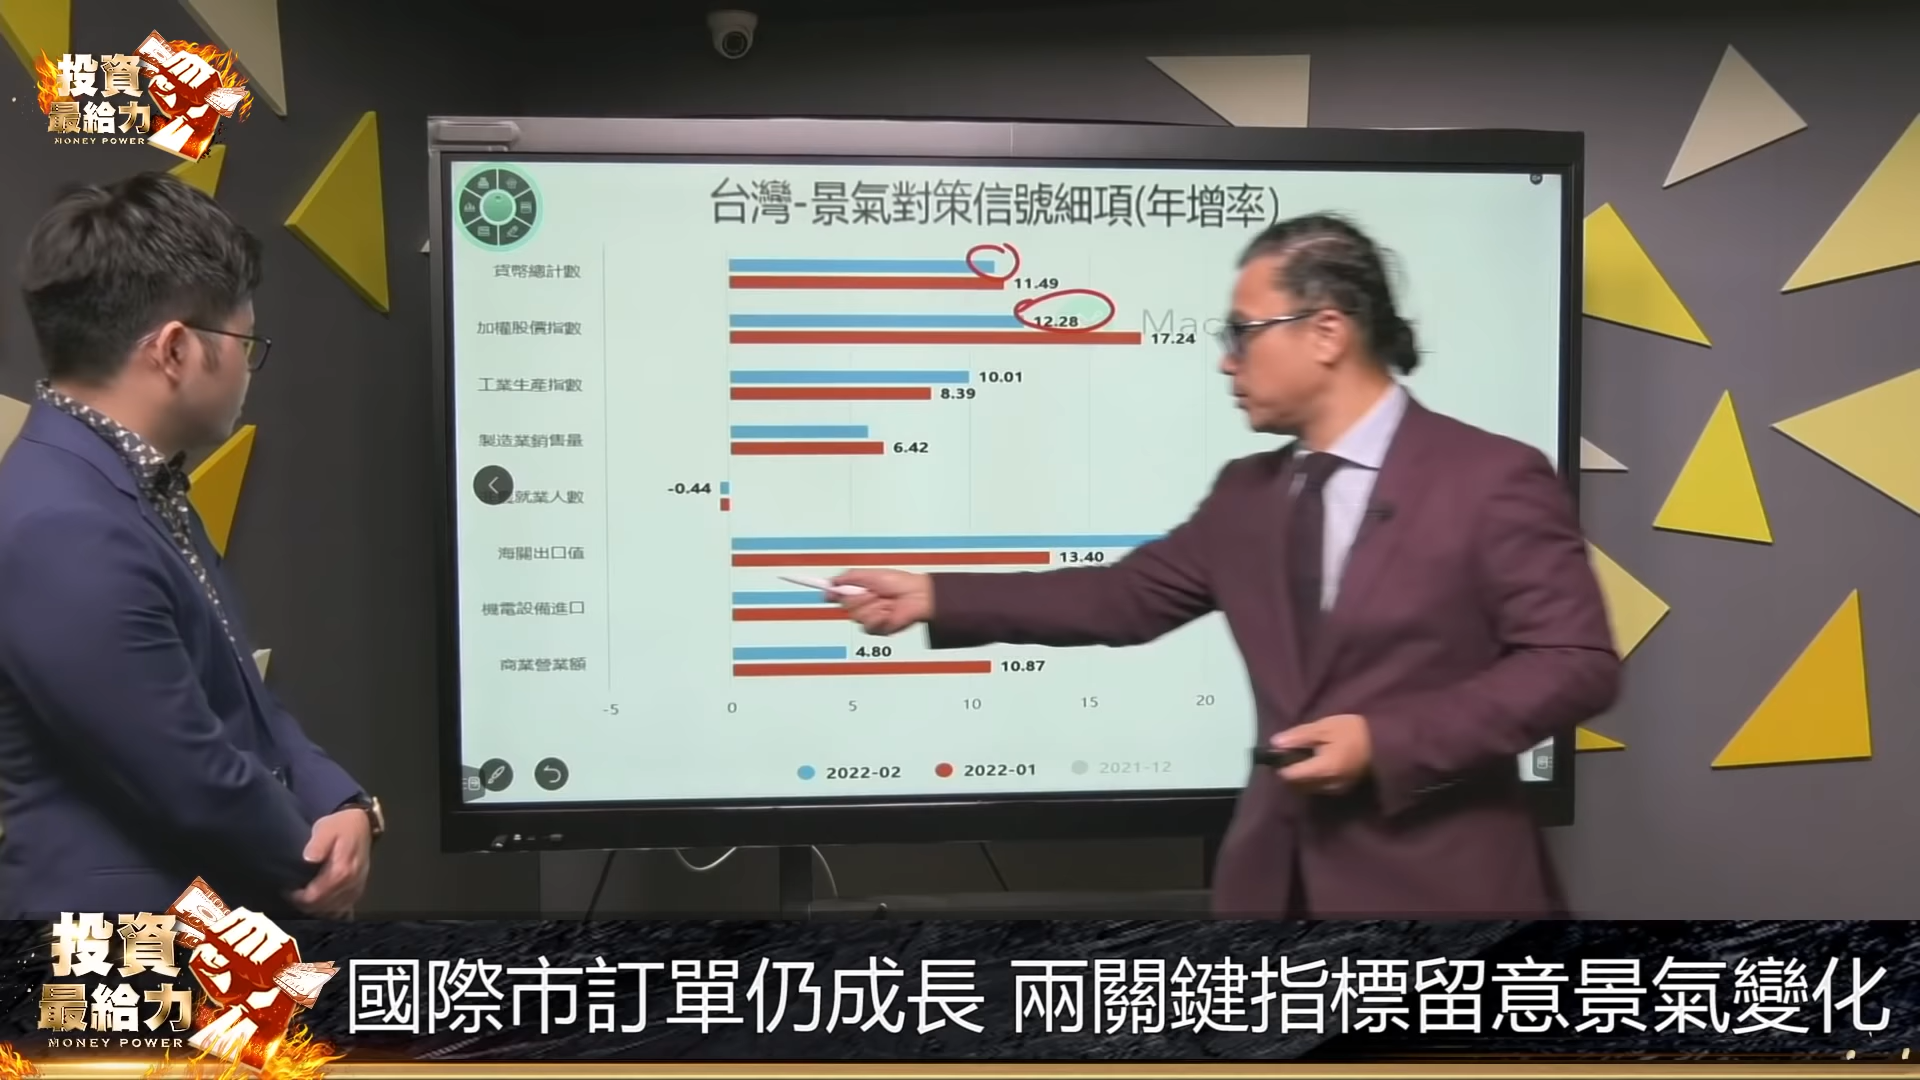 投資
最給力
MONEY POWER
台灣-景氣對策信號細項(年增率)
貨幣總計數
11.49
加權股價指數
12.28
17.24
工業生產指數
10.01
8.39
製造業銷售量
6.42
就業人數
-0.44
海關出口值
13.40
機電設備進口
商業營業額
4.80
10.87
-5 0 5 10 15 20
2022-02 2022-01 2021-12
投資
最給力
MONEY POWER
國際市訂單仍成長 兩關鍵指標留意景氣變化